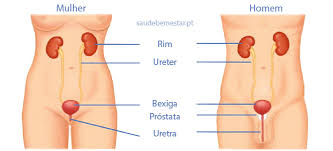 Mulher
saudebemestar.pt
Homem
Rim
Ureter
Bexiga
Próstata
Uretra